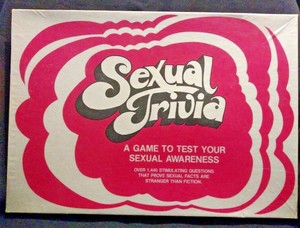 Sexual
Trivia
A GAME TO TEST YOUR
SEXUAL AWARENESS
OVER 1,640 STIMULATING QUESTIONS
THAT PROVE SEXUAL FACTS ARE
STRANGER THAN FICTION.